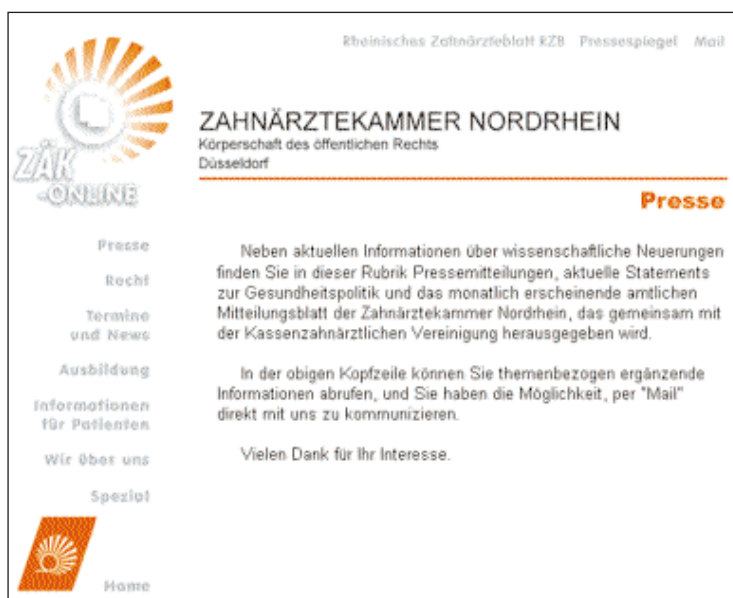 Rheinisches Zahnärzteblatt RZB Pressespiegel Mail
ZÄK
-ONLINE
ZAHNÄRZTEKAMMER NORDRHEIN
Körperschaft des öffentlichen Rechts
Düsseldorf
Presse
Presse
Recht
Termine
und News
Ausbildung
Informationen
für Patienten
Wir über uns
Spezial
Home
Neben aktuellen Informationen über wissenschaftliche Neuerungen
finden Sie in dieser Rubrik Pressemitteilungen, aktuelle Statements
zur Gesundheitspolitik und das monatlich erscheinende amtlichen
Mitteilungsblatt der Zahnärztekammer Nordrhein, das gemeinsam mit
der Kassenzahnärztlichen Vereinigung herausgegeben wird.
In der obigen Kopfzeile können Sie themenbezogen ergänzende
Informationen abrufen, und Sie haben die Möglichkeit, per "Mail"
direkt mit uns zu kommunizieren.
Vielen Dank für Ihr Interesse.